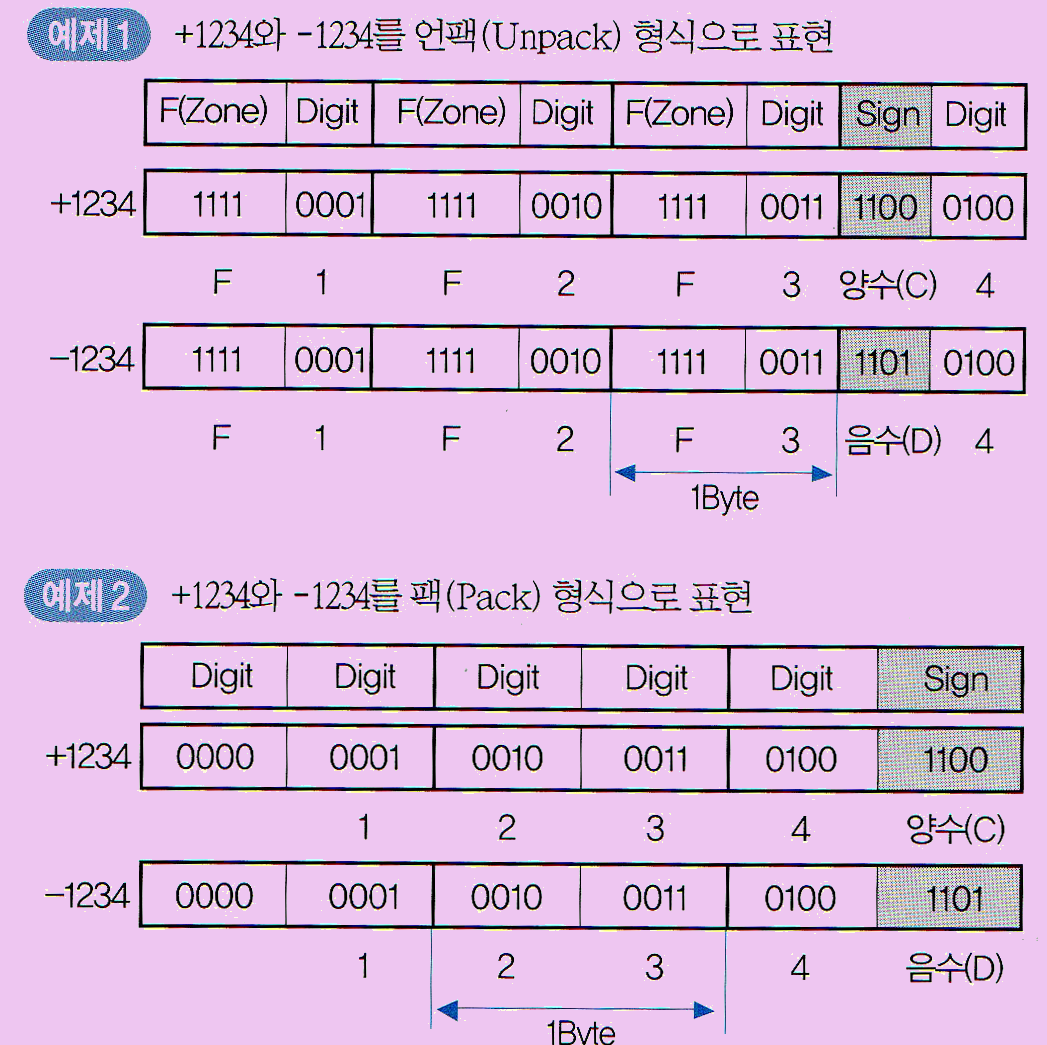 예제 1 +1234와 -1234를 언팩(Unpack) 형식으로 표현
F(Zone) Digit F(Zone) Digit F(Zone) Digit Sign Digit
+1234 1111 0001 1111 0010 1111 0011 1100 0100
F 1 F 2 F 3 양수(C) 4
-1234 1111 0001 1111 0010 1111 0011 1101 0100
F 1 F 2 F 3 음수(D) 4
1Byte
예제 2 +1234와 -1234를 팩(Pack) 형식으로 표현
Digit Digit Digit Digit Digit Sign
+1234 0000 0001 0010 0011 0100 1100
1 2 3 4 양수(C)
-1234 0000 0001 0010 0011 0100 1101
1 2 3 4 음수(D)
1Byte